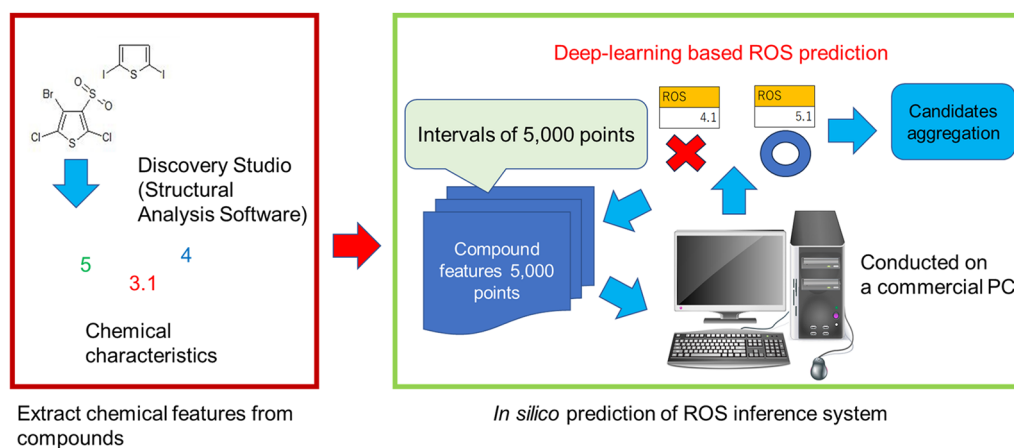 S
I
I
O
O
S
Br
Cl
S
Cl
Discovery Studio
(Structural
Analysis Software)
5
4
3.1
Chemical
characteristics
Extract chemical features from
compounds
Deep-learning based ROS prediction
Intervals of 5,000 points
ROS
4.1
ROS
5.1
Candidates
aggregation
Compound
features 5,000
points
Conducted on
a commercial PC
In silico prediction of ROS inference system